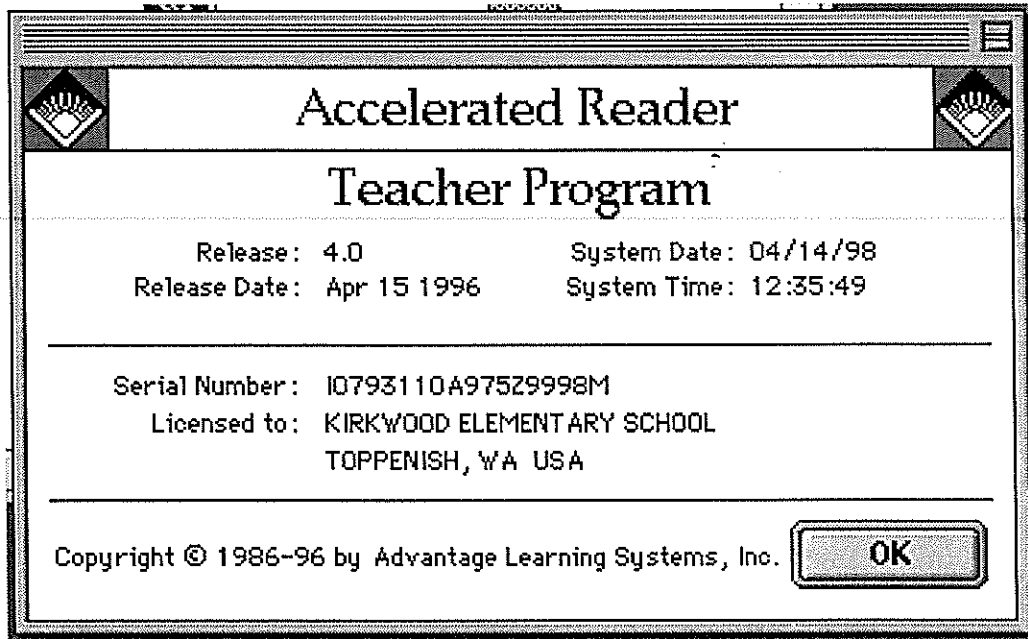 Accelerated Reader
Teacher Program
Release: 4.0 System Date: 04/14/98
Release Date: Apr 15 1996 System Time: 12:35:49
Serial Number: I0793110A975Z9998M
Licensed to: KIRKWOOD ELEMENTARY SCHOOL
TOPPENISH, WA USA
Copyright © 1986-96 by Advantage Learning Systems, Inc. OK